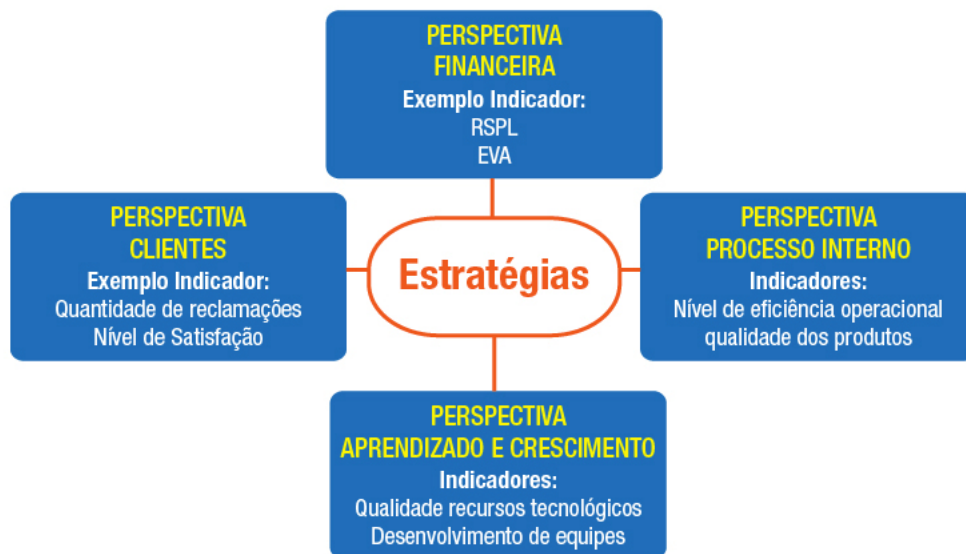 PERSPECTIVA
FINANCEIRA
Exemplo Indicador:
RSPL
EVA
PERSPECTIVA
CLIENTES
Exemplo Indicador:
Quantidade de reclamações
Nível de Satisfação
Estratégias
PERSPECTIVA
PROCESSO INTERNO
Indicadores:
Nível de eficiência operacional
qualidade dos produtos
PERSPECTIVA
APRENDIZADO E CRESCIMENTO
Indicadores:
Qualidade recursos tecnológicos
Desenvolvimento de equipes